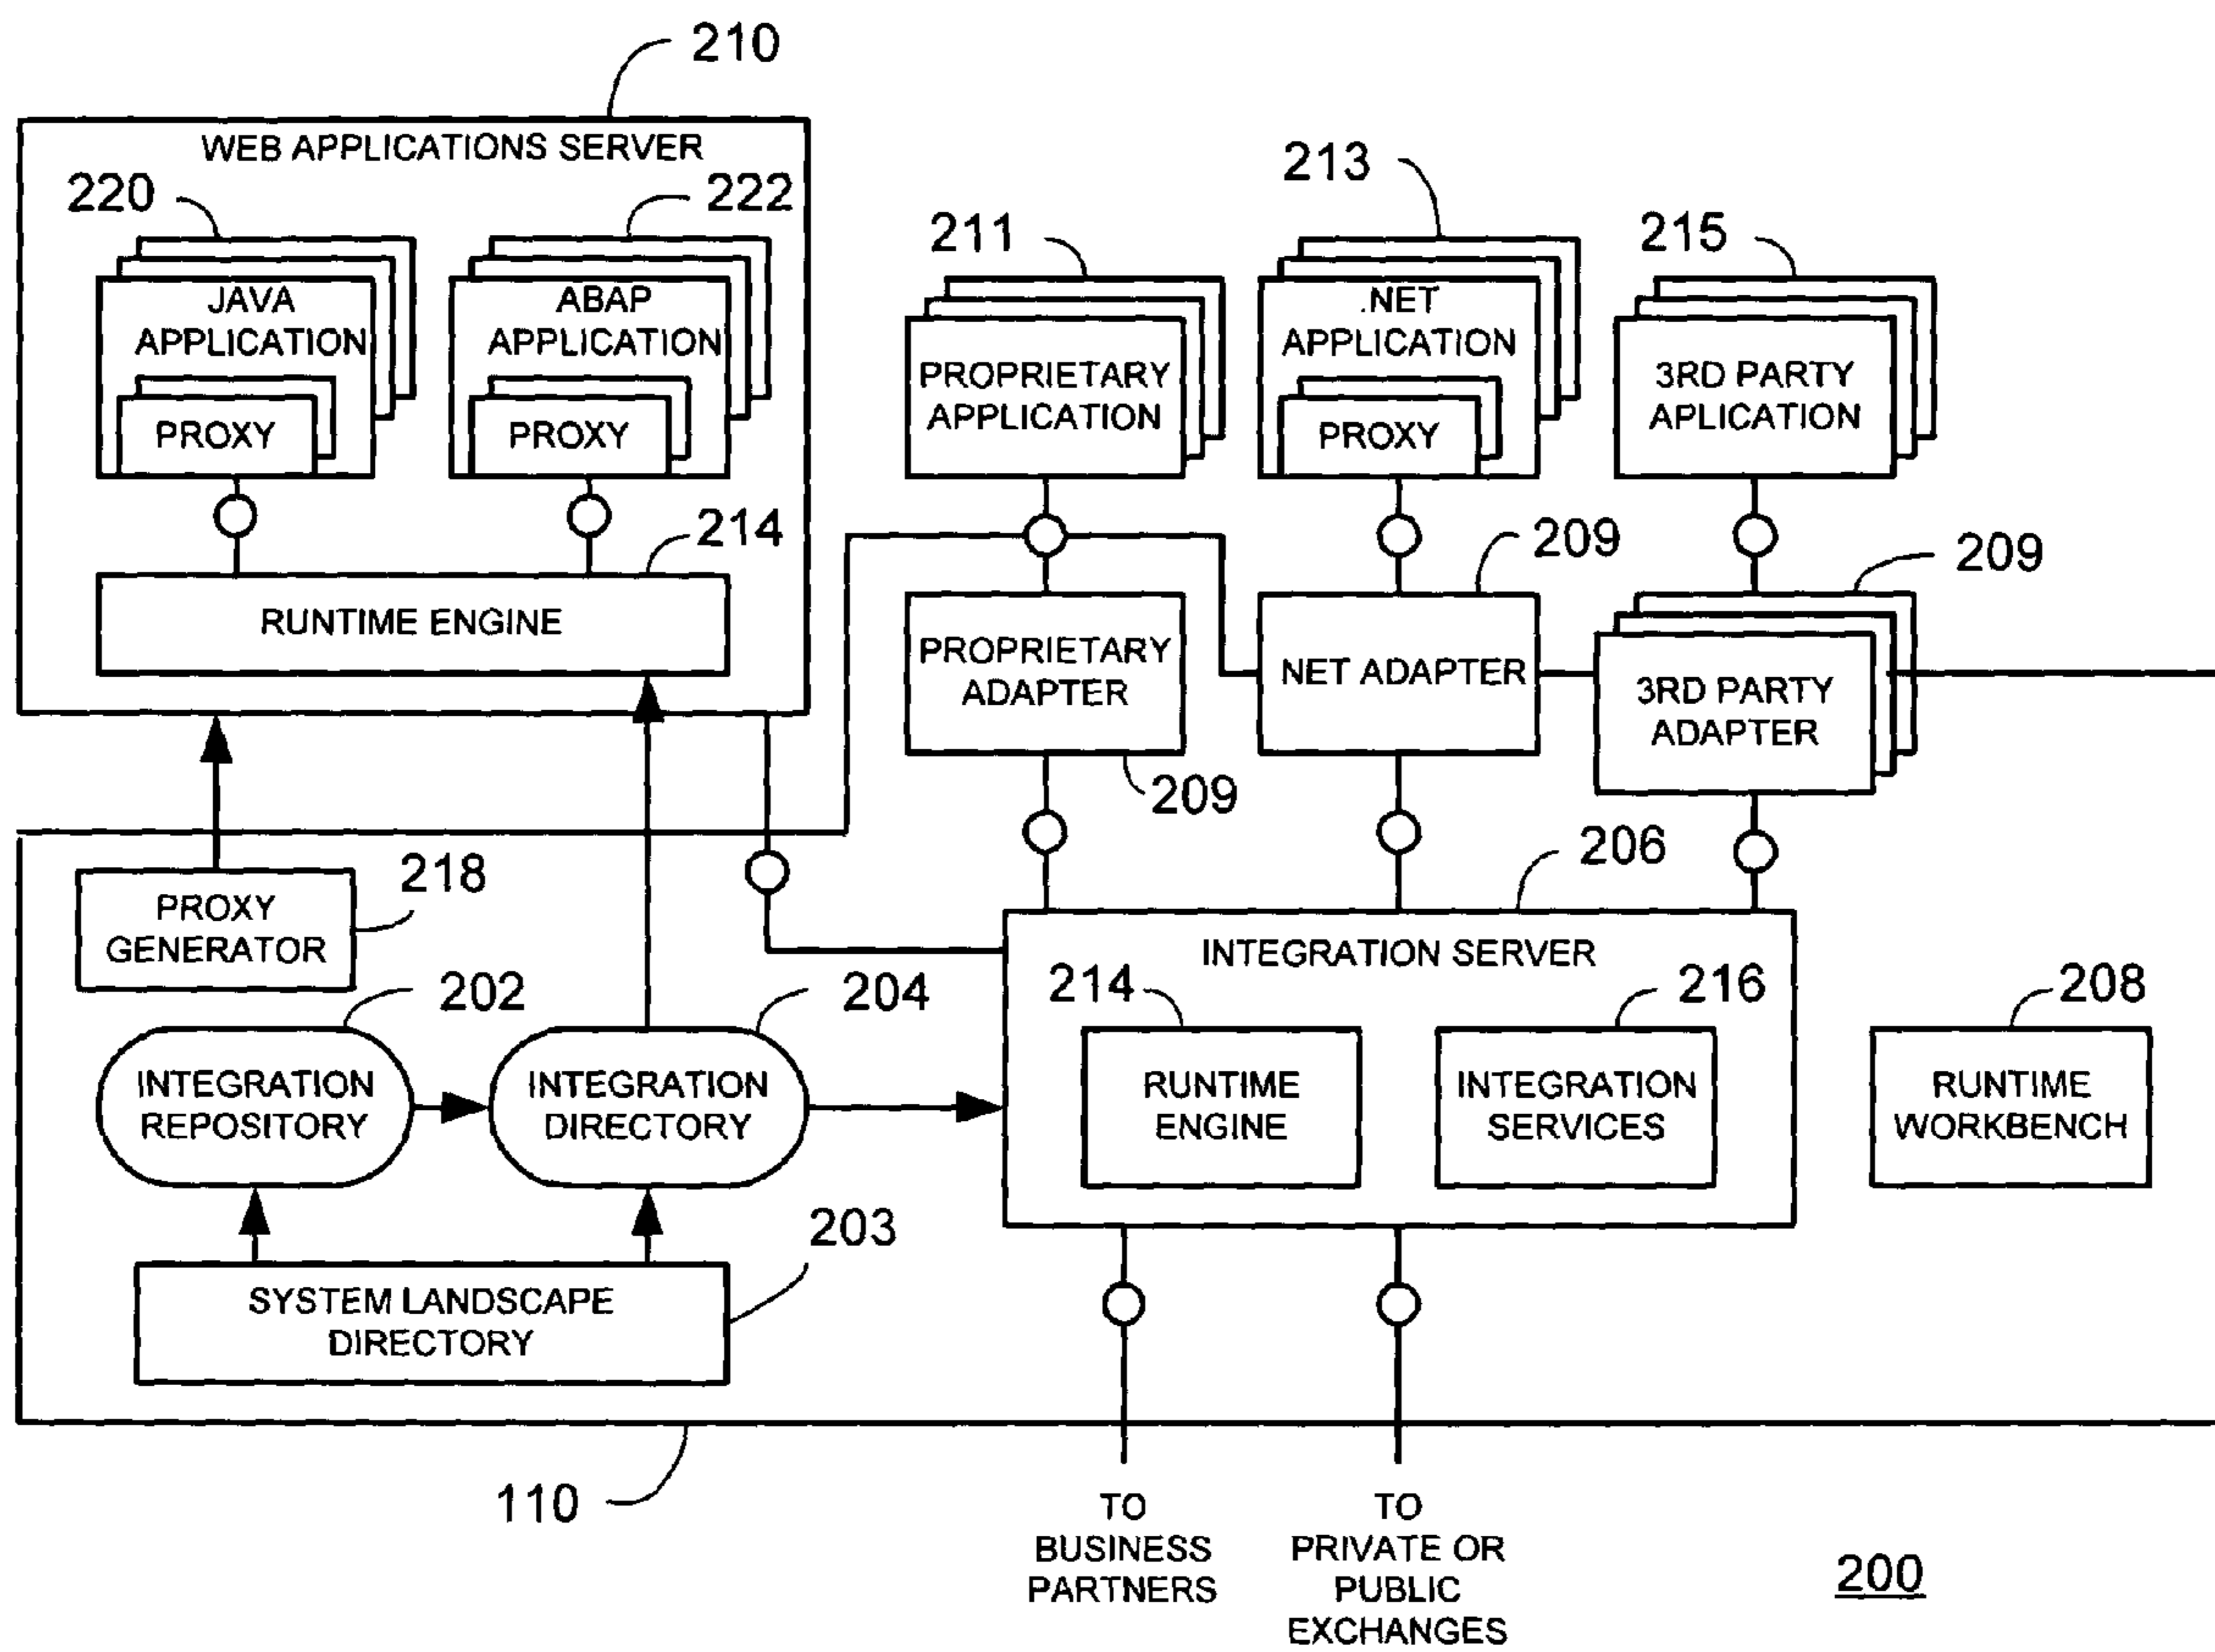 210
WEB APPLICATIONS SERVER
220
222
JAVA
APPLICATION
PROXY
ABAP
APPLICATION
PROXY
214
RUNTIME ENGINE
211
PROPRIETARY
APPLICATION
213
.NET
APPLICATION
PROXY
215
3RD PARTY
APLICATION
209
209
PROPRIETARY
ADAPTER
209
NET ADAPTER
3RD PARTY
ADAPTER
218
PROXY
GENERATOR
202
INTEGRATION
REPOSITORY
204
INTEGRATION
DIRECTORY
203
SYSTEM LANDSCAPE
DIRECTORY
206
INTEGRATION SERVER
214
RUNTIME
ENGINE
216
INTEGRATION
SERVICES
208
RUNTIME
WORKBENCH
110
TO
BUSINESS
PARTNERS
TO
PRIVATE OR
PUBLIC
EXCHANGES
200